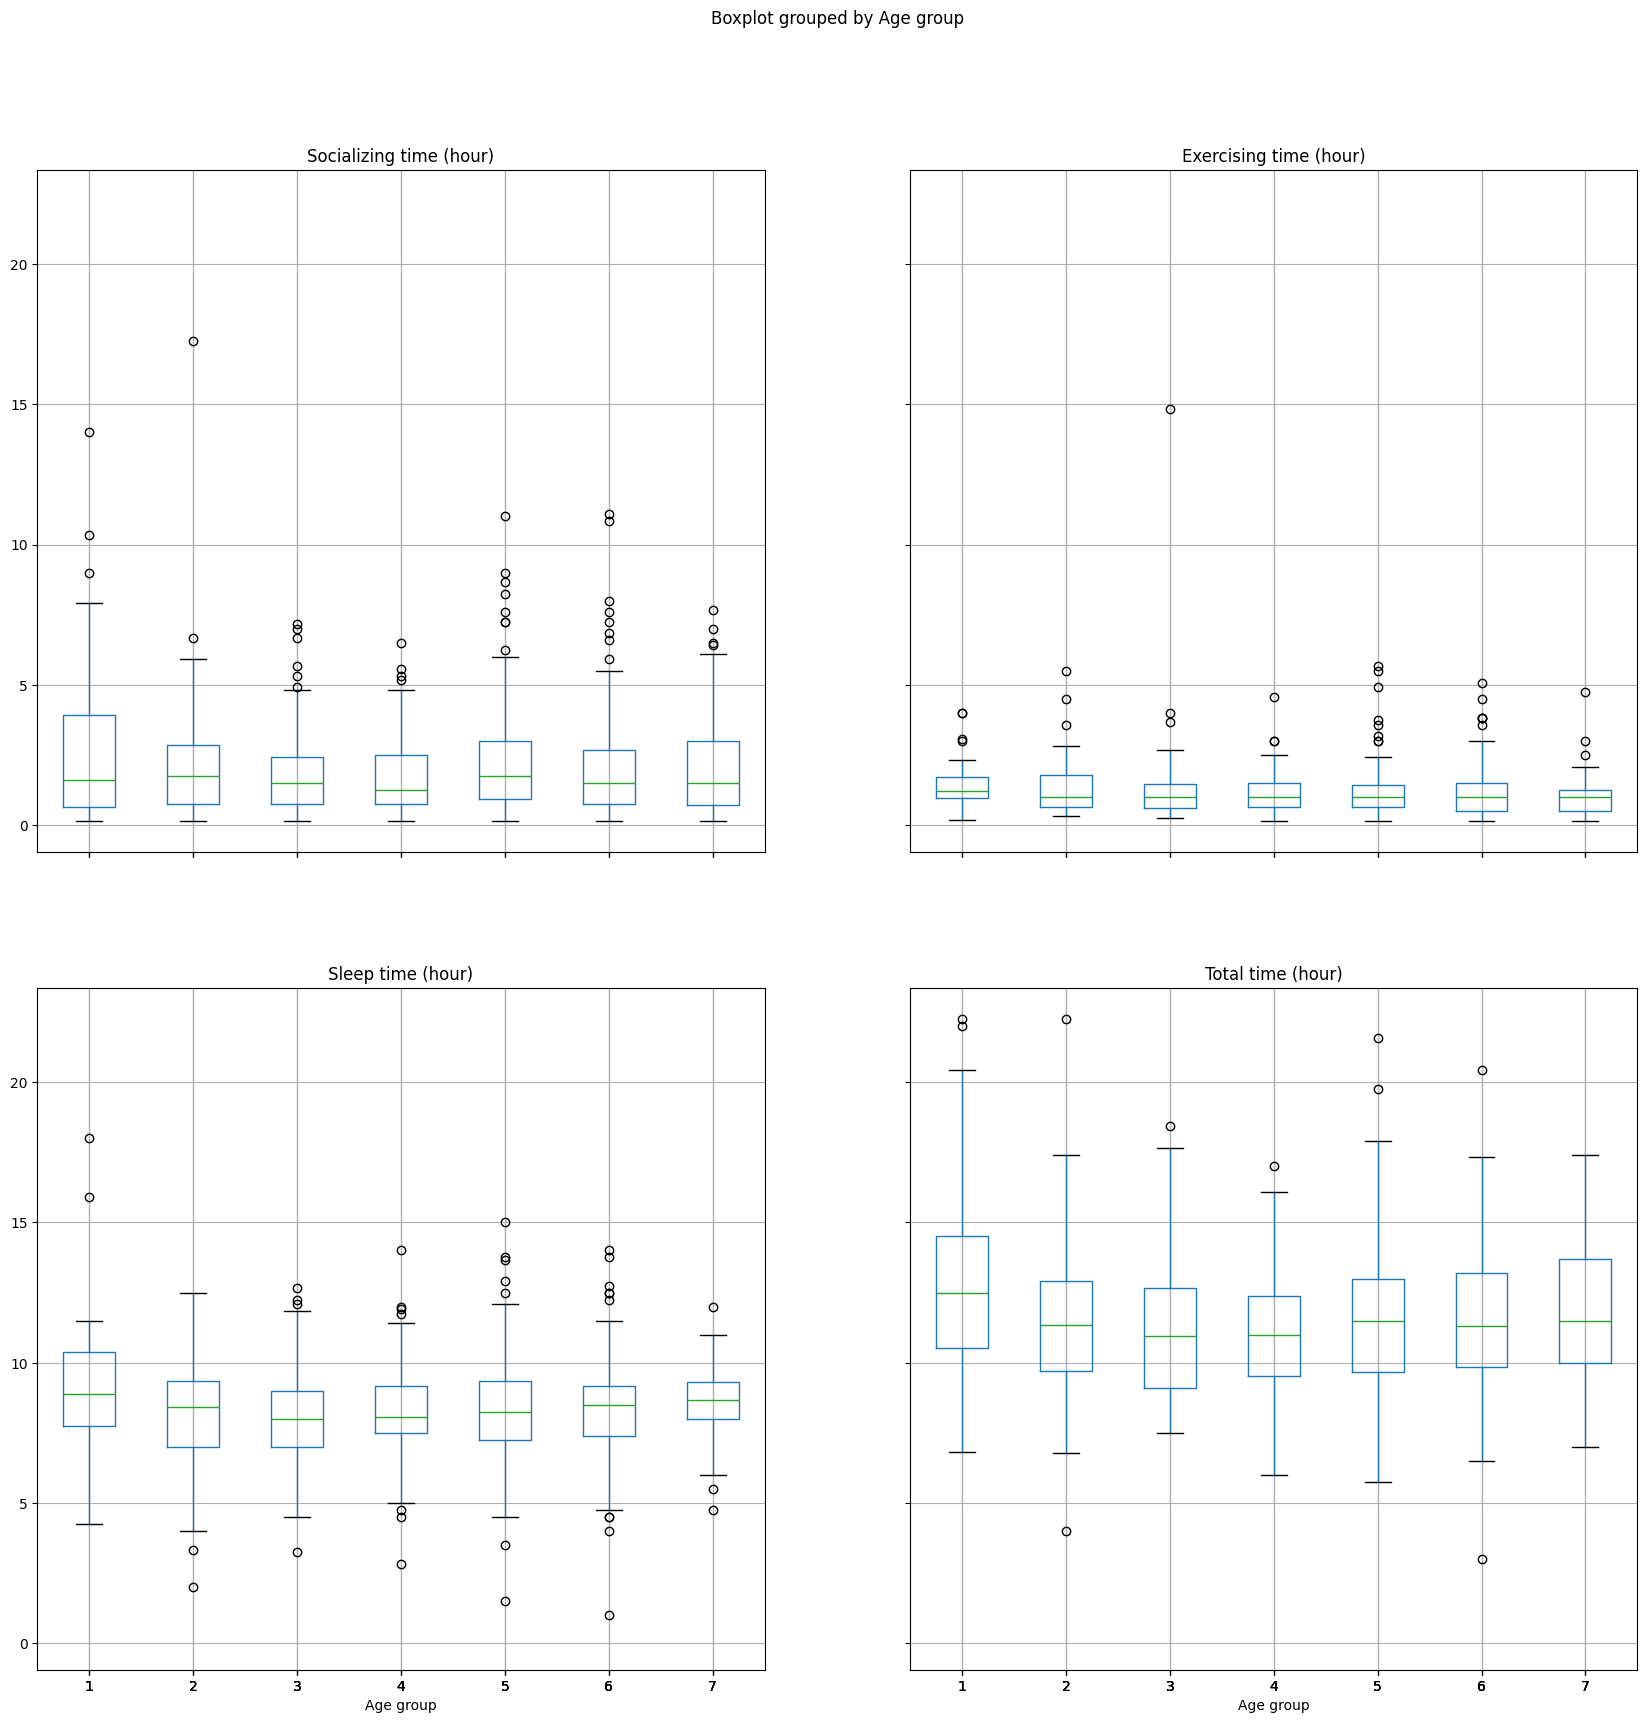 Boxplot grouped by Age group
Socializing time (hour)
Exercising time (hour)
20
15
10
5
0
Sleep time (hour)
Total time (hour)
20
15
10
5
0
1 2 3 4 5 6 7
1 2 3 4 5 6 7
Age group
Age group